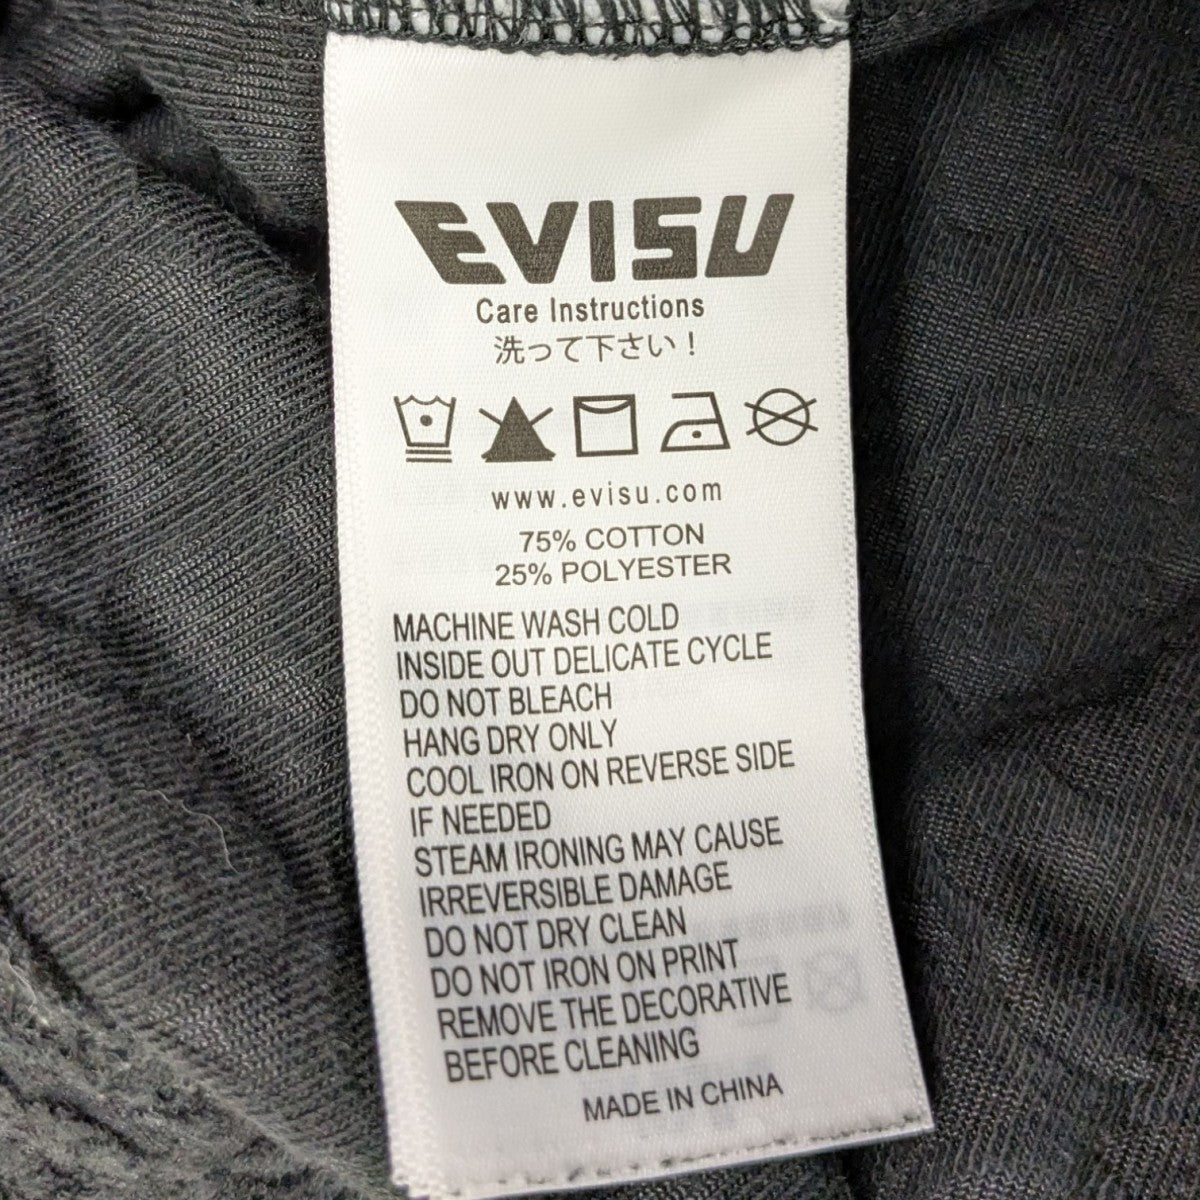 EVISU
Care Instructions
洗って下さい！
www.evisu.com
75% COTTON
25% POLYESTER
MACHINE WASH COLD
INSIDE OUT DELICATE CYCLE
DO NOT BLEACH
HANG DRY ONLY
COOL IRON ON REVERSE SIDE
IF NEEDED
STEAM IRONING MAY CAUSE
IRREVERSIBLE DAMAGE
DO NOT DRY CLEAN
DO NOT IRON ON PRINT
REMOVE THE DECORATIVE
BEFORE CLEANING
MADE IN CHINA